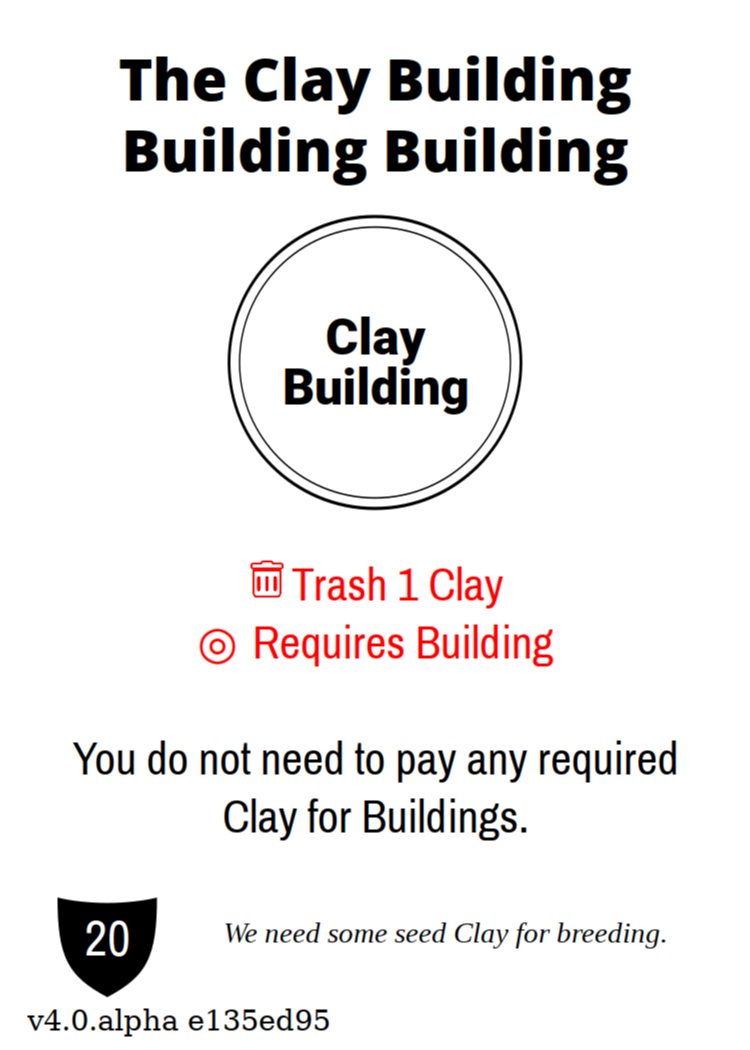 The Clay Building
Building Building
Clay
Building
Trash 1 Clay
Requires Building
You do not need to pay any required
Clay for Buildings.
20
We need some seed Clay for breeding.
v4.0.alpha e135ed95